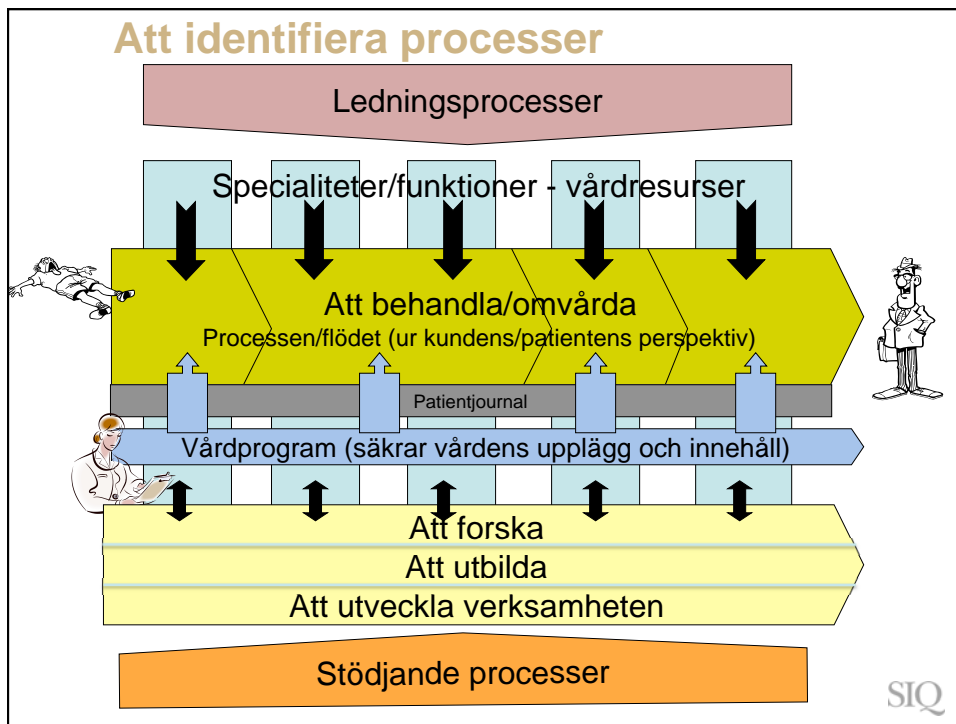 Att identifiera processer
Ledningsprocesser
Specialiteter/funktioner - vårdresurser
Att behandla/omvårda
Processen/flödet (ur kundens/patientens perspektiv)
Patientjournal
Vårdprogram (säkrar vårdens upplägg och innehåll)
Att forska
Att utbilda
Att utveckla verksamheten
Stödjande processer
SIQ